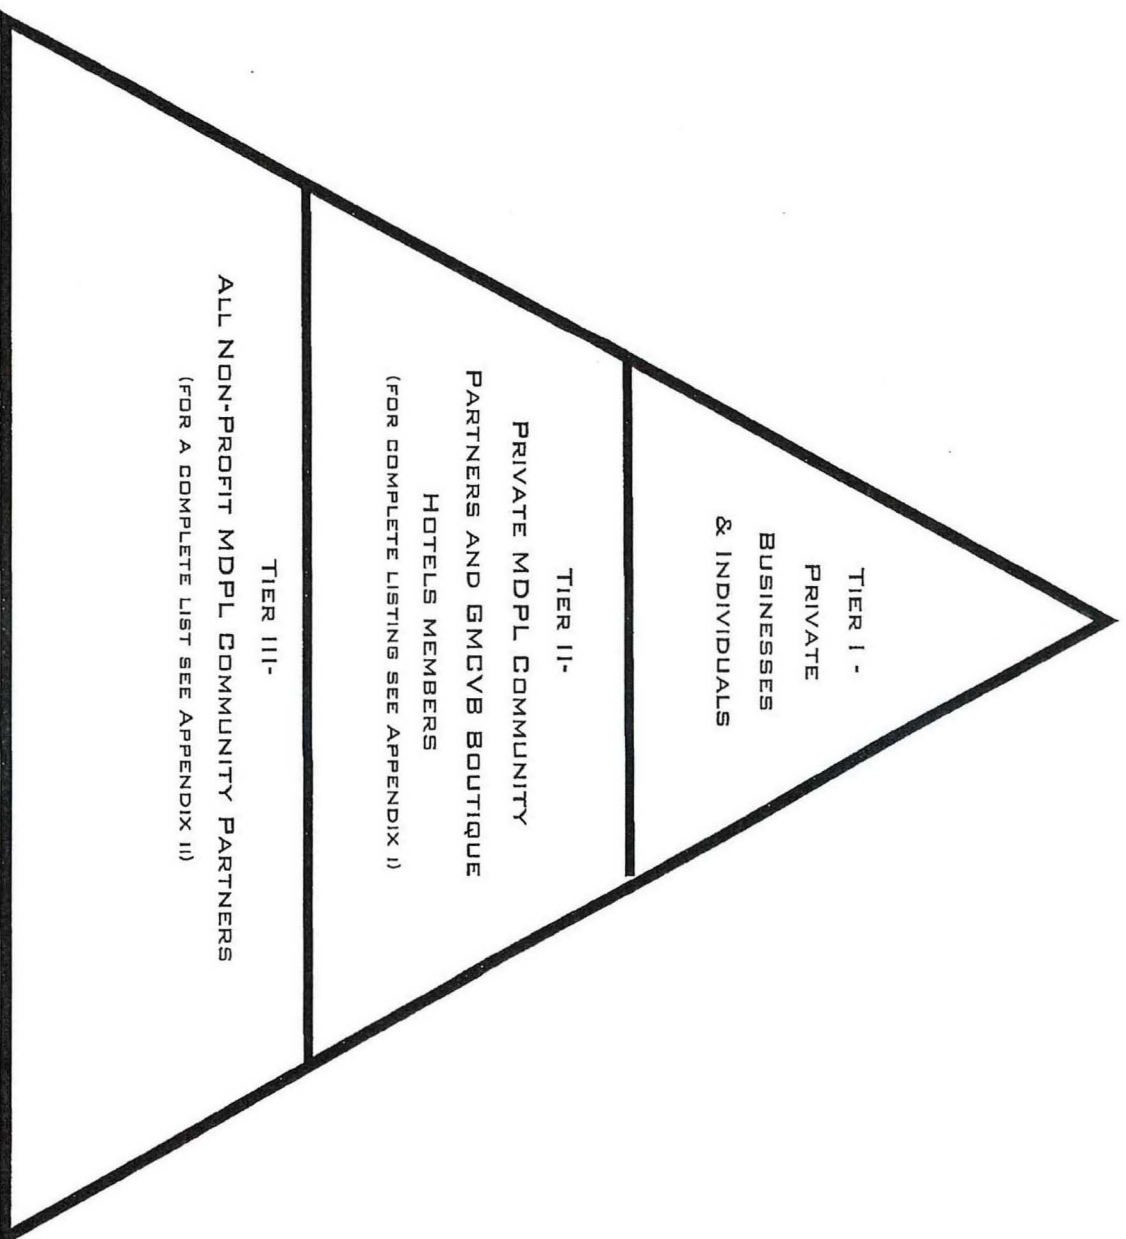 TIER I -
PRIVATE
BUSINESSES
& INDIVIDUALS
TIER II-
PRIVATE MDPL COMMUNITY
PARTNERS AND GMCVB BOUTIQUE
HOTELS MEMBERS
(FOR COMPLETE LISTING SEE APPENDIX I)
TIER III-
ALL NON-PROFIT MDPL COMMUNITY PARTNERS
(FOR A COMPLETE LIST SEE APPENDIX II)